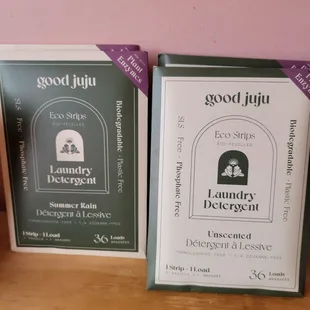 good juju
Plant
Enzymes
Eco Strips
SLS Free · Phosphate Free
Biodegradable · Plastic Free
Laundry
Detergent
Summer Rain
Détergent à Lessive
1 Strip = 1 Load
36 Loads
good juju
Eco Strips
SLS Free · Phosphate Free
Biodegradable · Plastic Free
Laundry
Detergent
Unscented
Détergent à Lessive
1 Strip = 1 Load
36 Loads